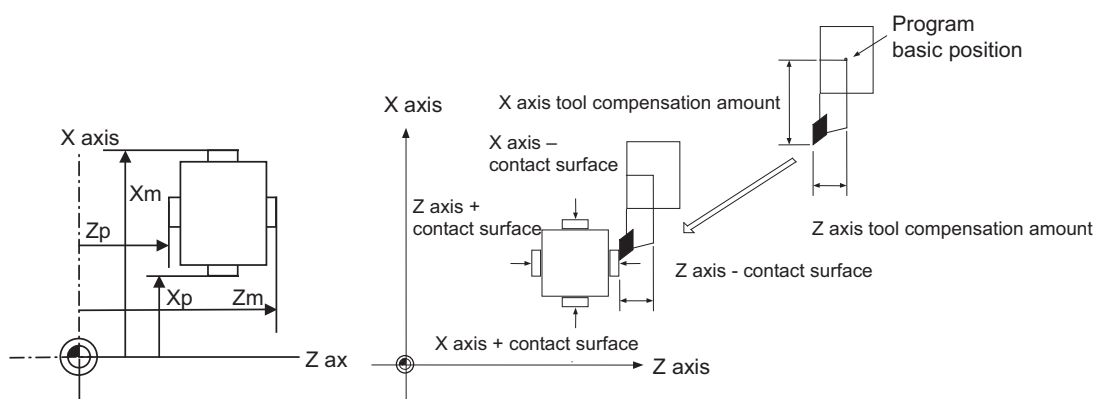 X axis
Xm
Zp
Xp
Zm
Z ax
Program
basic position
X axis
X axis tool compensation amount
X axis –
contact surface
Z axis +
contact surface
Z axis tool compensation amount
Z axis - contact surface
X axis + contact surface
Z axis